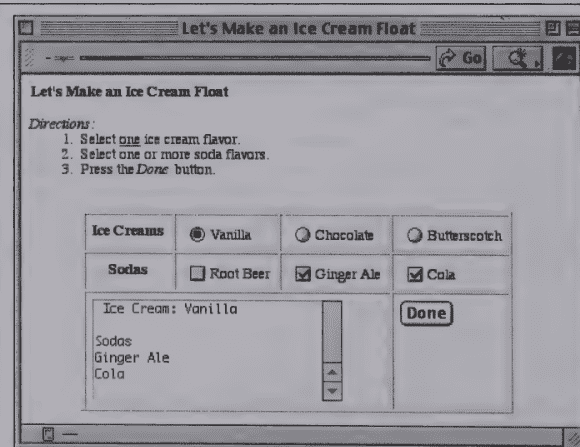 Let's Make an Ice Cream Float
Go
Let's Make an Ice Cream Float
Directions:
1. Select one ice cream flavor.
2. Select one or more soda flavors.
3. Press the Done button.
Ice Creams Vanilla Chocolate Butterscotch
Sodas Root Beer Ginger Ale Cola
Ice Cream: Vanilla
Done
Sodas
Ginger Ale
Cola